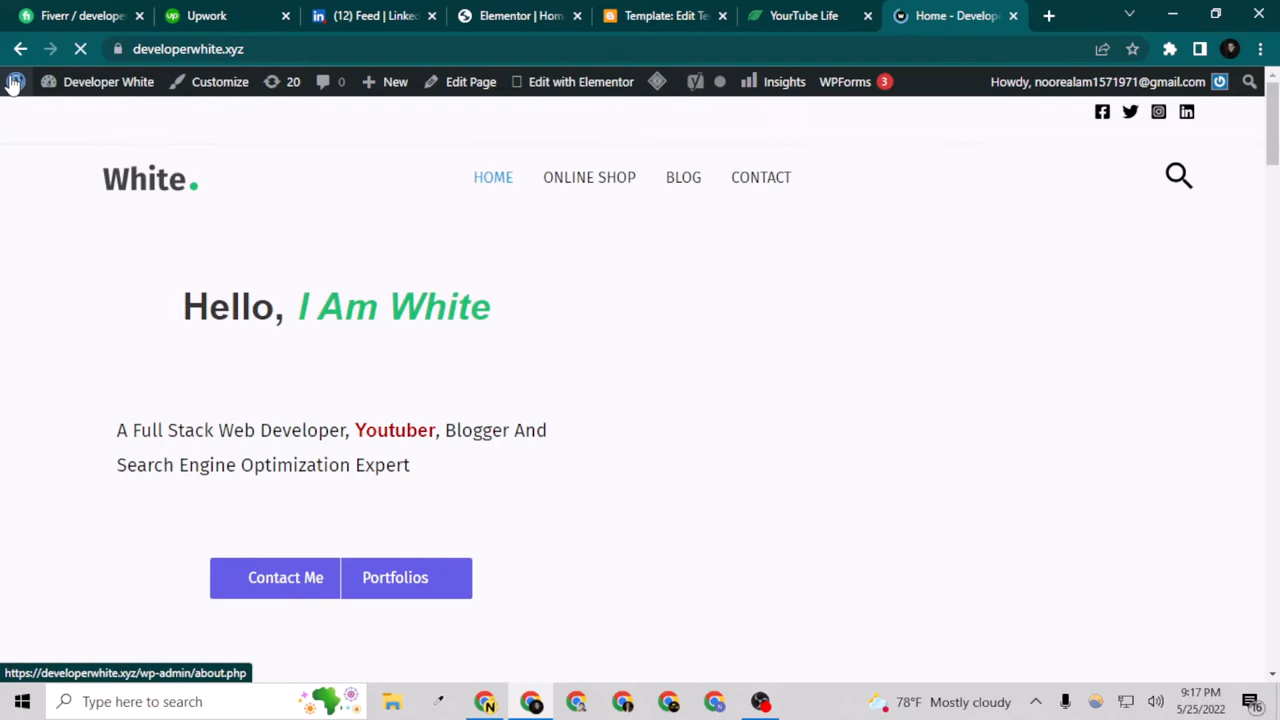 Fiverr / develope
Upwork
(12) Feed | Linke
Elementor | Hom
Template: Edit Te
YourTube Life
Home - Develop
developerwhite.xyz
Developer White
Customize
20
0
New
Edit Page
Edit with Elementor
Insights
WPForms 3
Howdy, noorealam1571971@gmail.com
White.
HOME
ONLINE SHOP
BLOG
CONTACT
Hello, I Am White
A Full Stack Web Developer, Youtuber, Blogger And
Search Engine Optimization Expert
Contact Me
Portfolios
https://developerwhite.xyz/wp-admin/about.php
Type here to search
78°F Mostly cloudy
9:17 PM
5/25/2022
16